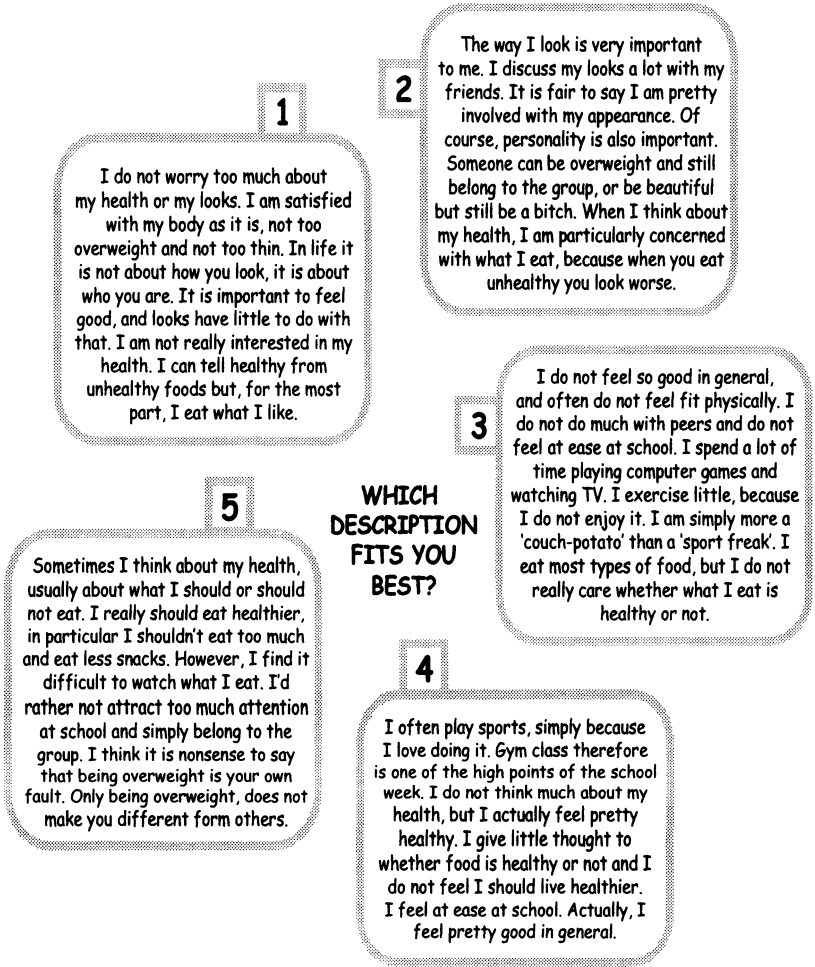 1
I do not worry too much about
my health or my looks. I am satisfied
with my body as it is, not too
overweight and not too thin. In life it
is not about how you look, it is about
who you are. It is important to feel
good, and looks have little to do with
that. I am not really interested in my
health. I can tell healthy from
unhealthy foods but, for the most
part, I eat what I like.
2
The way I look is very important
to me. I discuss my looks a lot with my
friends. It is fair to say I am pretty
involved with my appearance. Of
course, personality is also important.
Someone can be overweight and still
belong to the group, or be beautiful
but still be a bitch. When I think about
my health, I am particularly concerned
with what I eat, because when you eat
unhealthy you look worse.
3
I do not feel so good in general,
and often do not feel fit physically. I
do not do much with peers and do not
feel at ease at school. I spend a lot of
time playing computer games and
watching TV. I exercise little, because
I do not enjoy it. I am simply more a
'couch-potato' than a 'sport freak'. I
eat most types of food, but I do not
really care whether what I eat is
healthy or not.
WHICH
DESCRIPTION
FITS YOU
BEST?
4
I often play sports, simply because
I love doing it. Gym class therefore
is one of the high points of the school
week. I do not think much about my
health, but I actually feel pretty
healthy. I give little thought to
whether food is healthy or not and I
do not feel I should live healthier.
I feel at ease at school. Actually, I
feel pretty good in general.
5
Sometimes I think about my health,
usually about what I should or should
not eat. I really should eat healthier,
in particular I shouldn't eat too much
and eat less snacks. However, I find it
difficult to watch what I eat. I'd
rather not attract too much attention
at school and simply belong to the
group. I think it is nonsense to say
that being overweight is your own
fault. Only being overweight, does not
make you different form others.